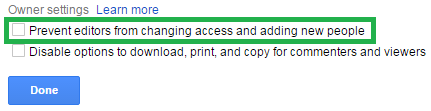 Owner settings Learn more
Prevent editors from changing access and adding new people
Disable options to download, print, and copy for commenters and viewers
Done